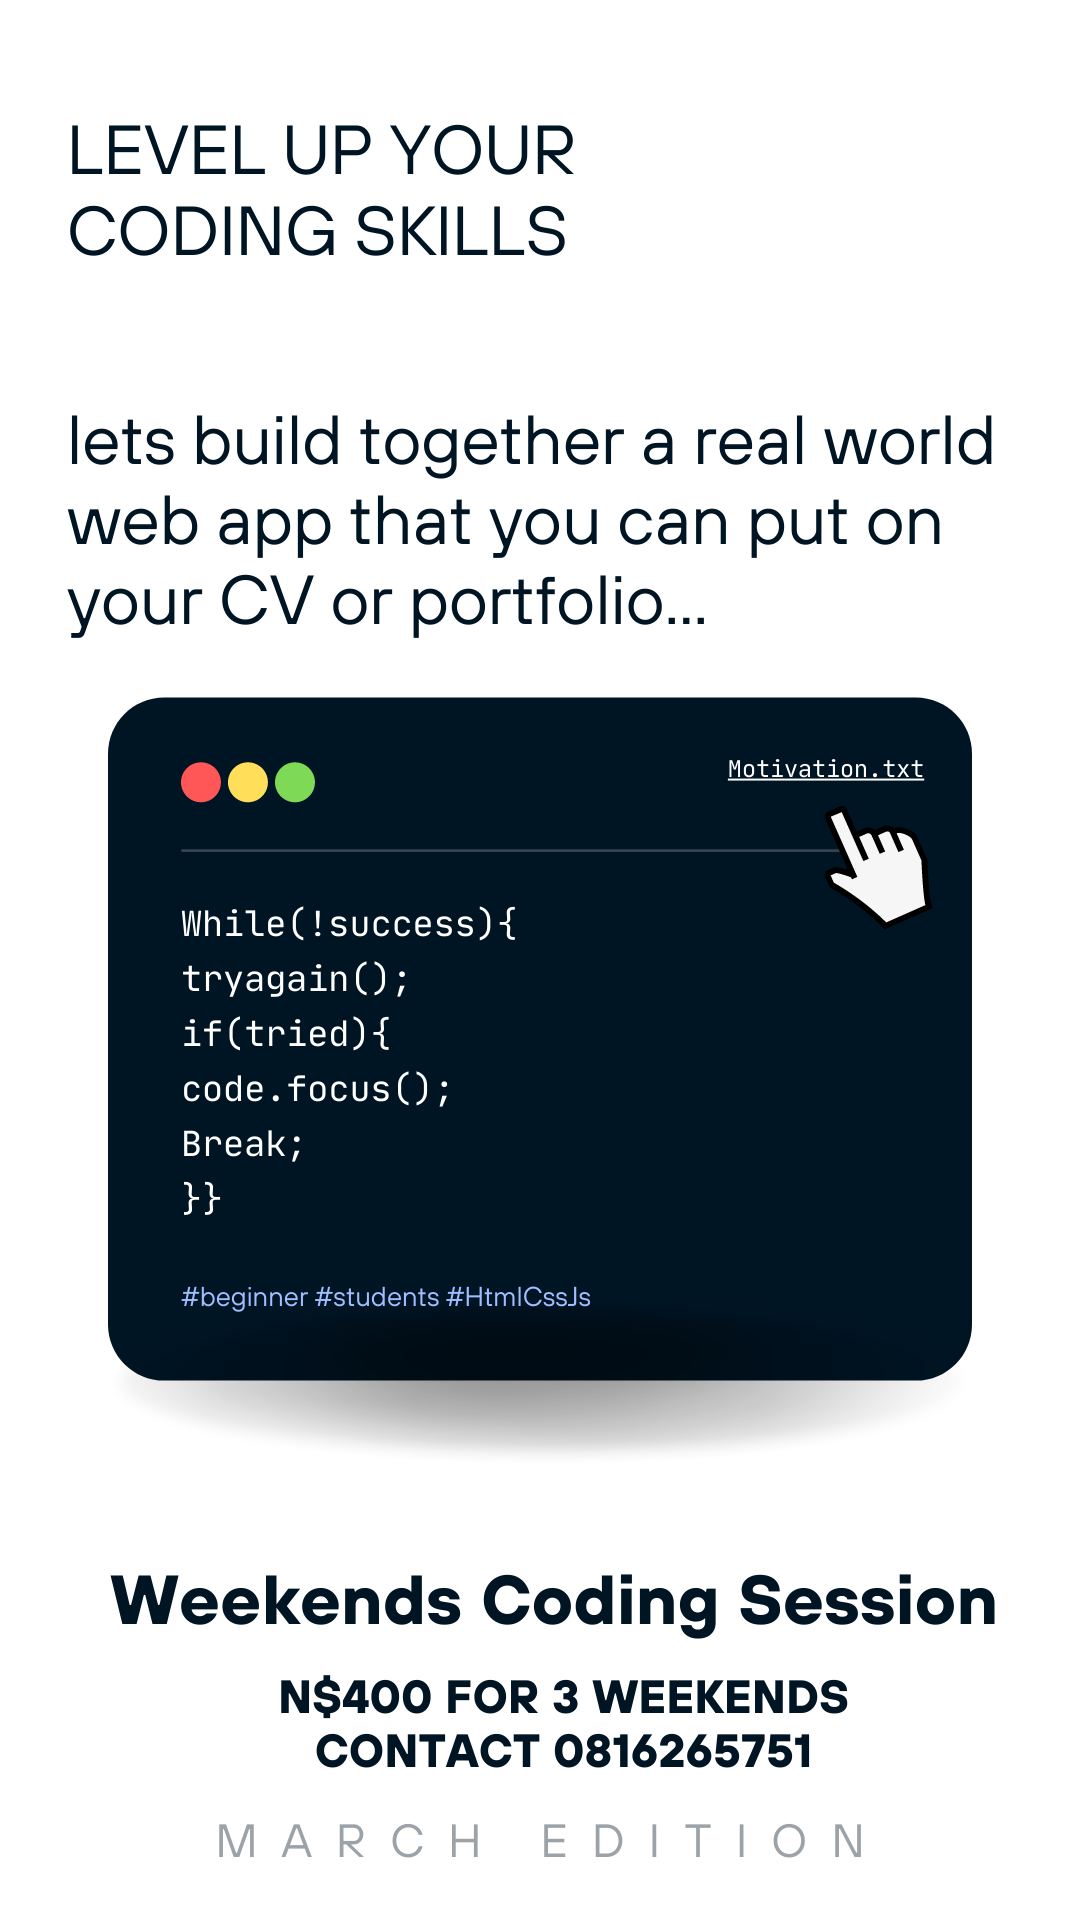 LEVEL UP YOUR
CODING SKILLS
lets build together a real world
web app that you can put on
your CV or portfolio...
Motivation.txt
While(!success){
tryagain();
if(tried){
code.focus();
Break;
}}
#beginner #students #HtmlCssJs
Weekends Coding Session
N$400 FOR 3 WEEKENDS
CONTACT 0816265751
MARCH EDITION